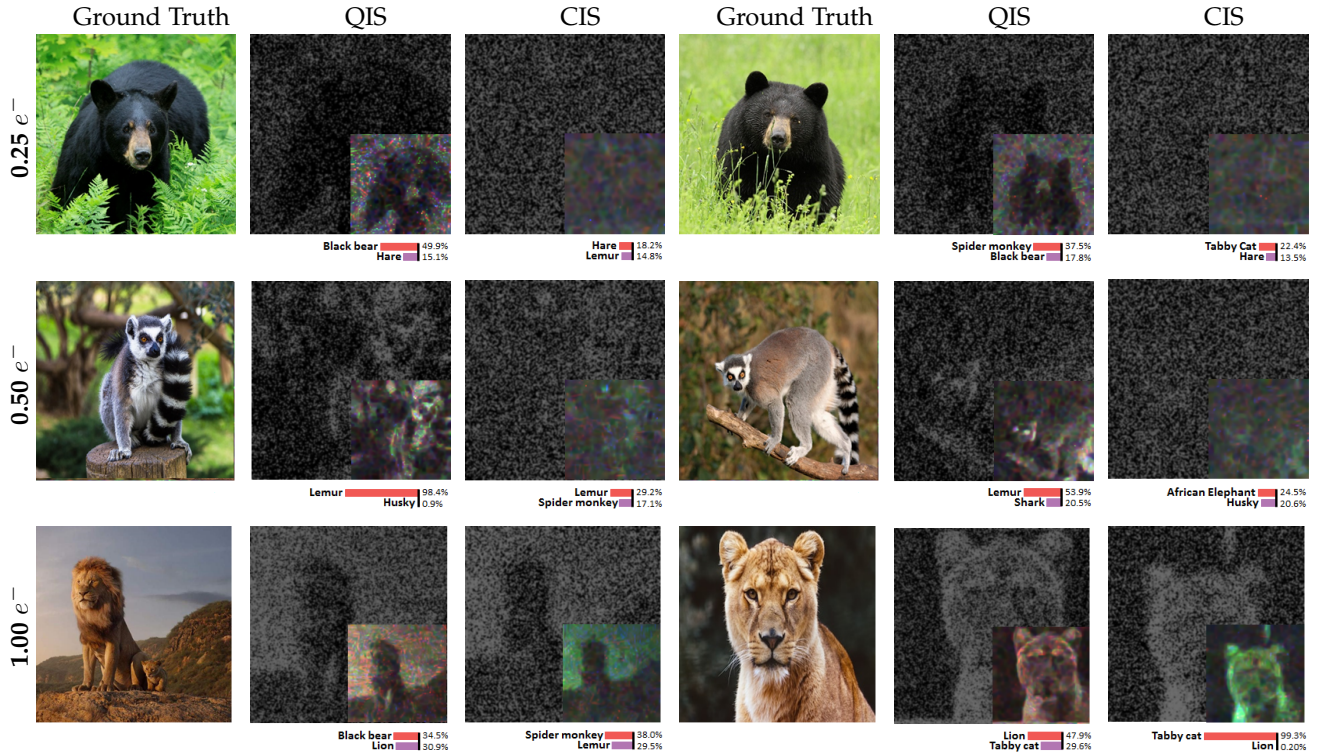 Ground Truth QIS CIS Ground Truth QIS CIS
0.25 e⁻
Black bear 49.9% Hare 18.2% Spider monkey 37.5% Tabby Cat 22.4%
Hare 15.1% Lemur 14.8% Black bear 17.8% Hare 13.5%
0.50 e⁻
Lemur 98.4% Lemur 29.2% Lemur 53.9% African Elephant 24.5%
Husky 0.9% Spider monkey 17.1% Shark 20.5% Husky 20.6%
1.00 e⁻
Black bear 34.5% Spider monkey 38.0% Lion 47.9% Tabby cat 99.3%
Lion 30.9% Lemur 29.5% Tabby cat 29.6% Lion 0.20%